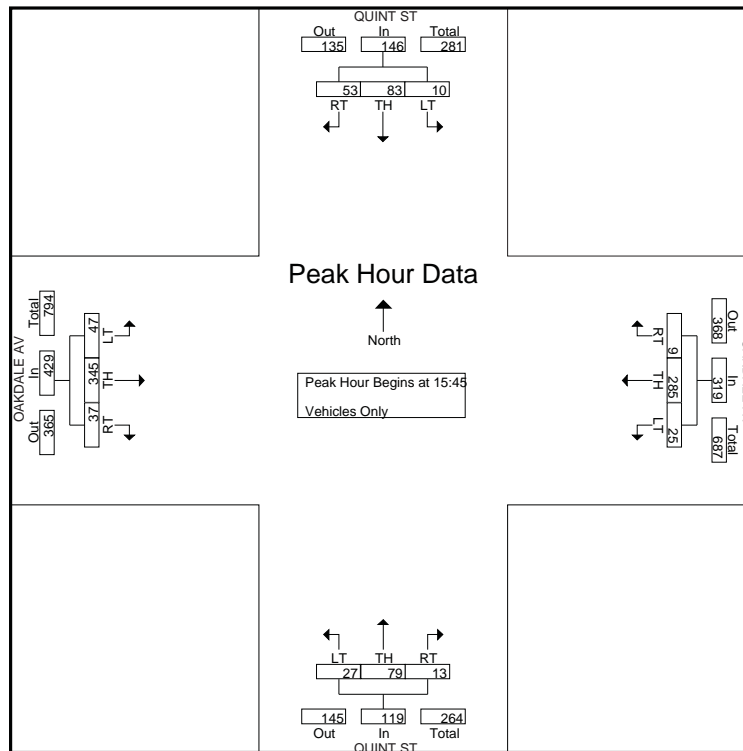 QUINT ST
Out In Total
135 146 281
53 83 10
RT TH LT
Peak Hour Data
North
Peak Hour Begins at 15:45
Vehicles Only
OAKDALE AV
Out In Total
365 429 794
37 345 47
RT TH LT
Out In Total
368 319 687
9 285 25
RT TH LT
LT TH RT
27 79 13
145 119 264
Out In Total
QUINT ST